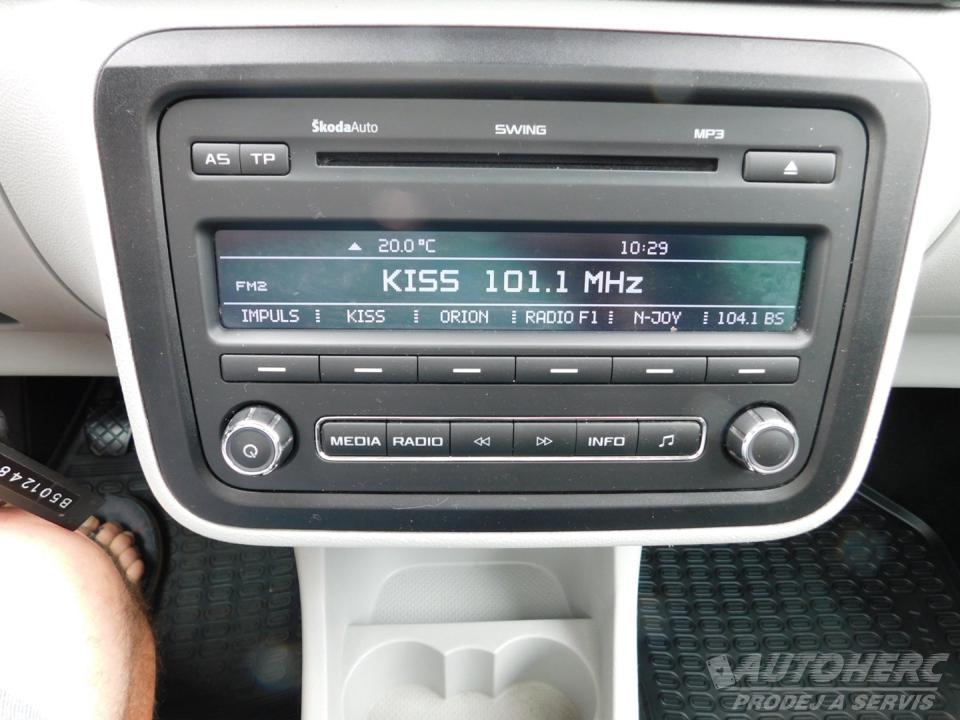 ŠkodaAuto SWING MP3
AS TP
20.0 °C 10:29
FM2 KISS 101.1 MHz
IMPULS KISS ORION RADIO F1 N-JOY 104.1 BS
MEDIA RADIO INFO
B501248
AUTOHERC
PRODEJ A SERVIS